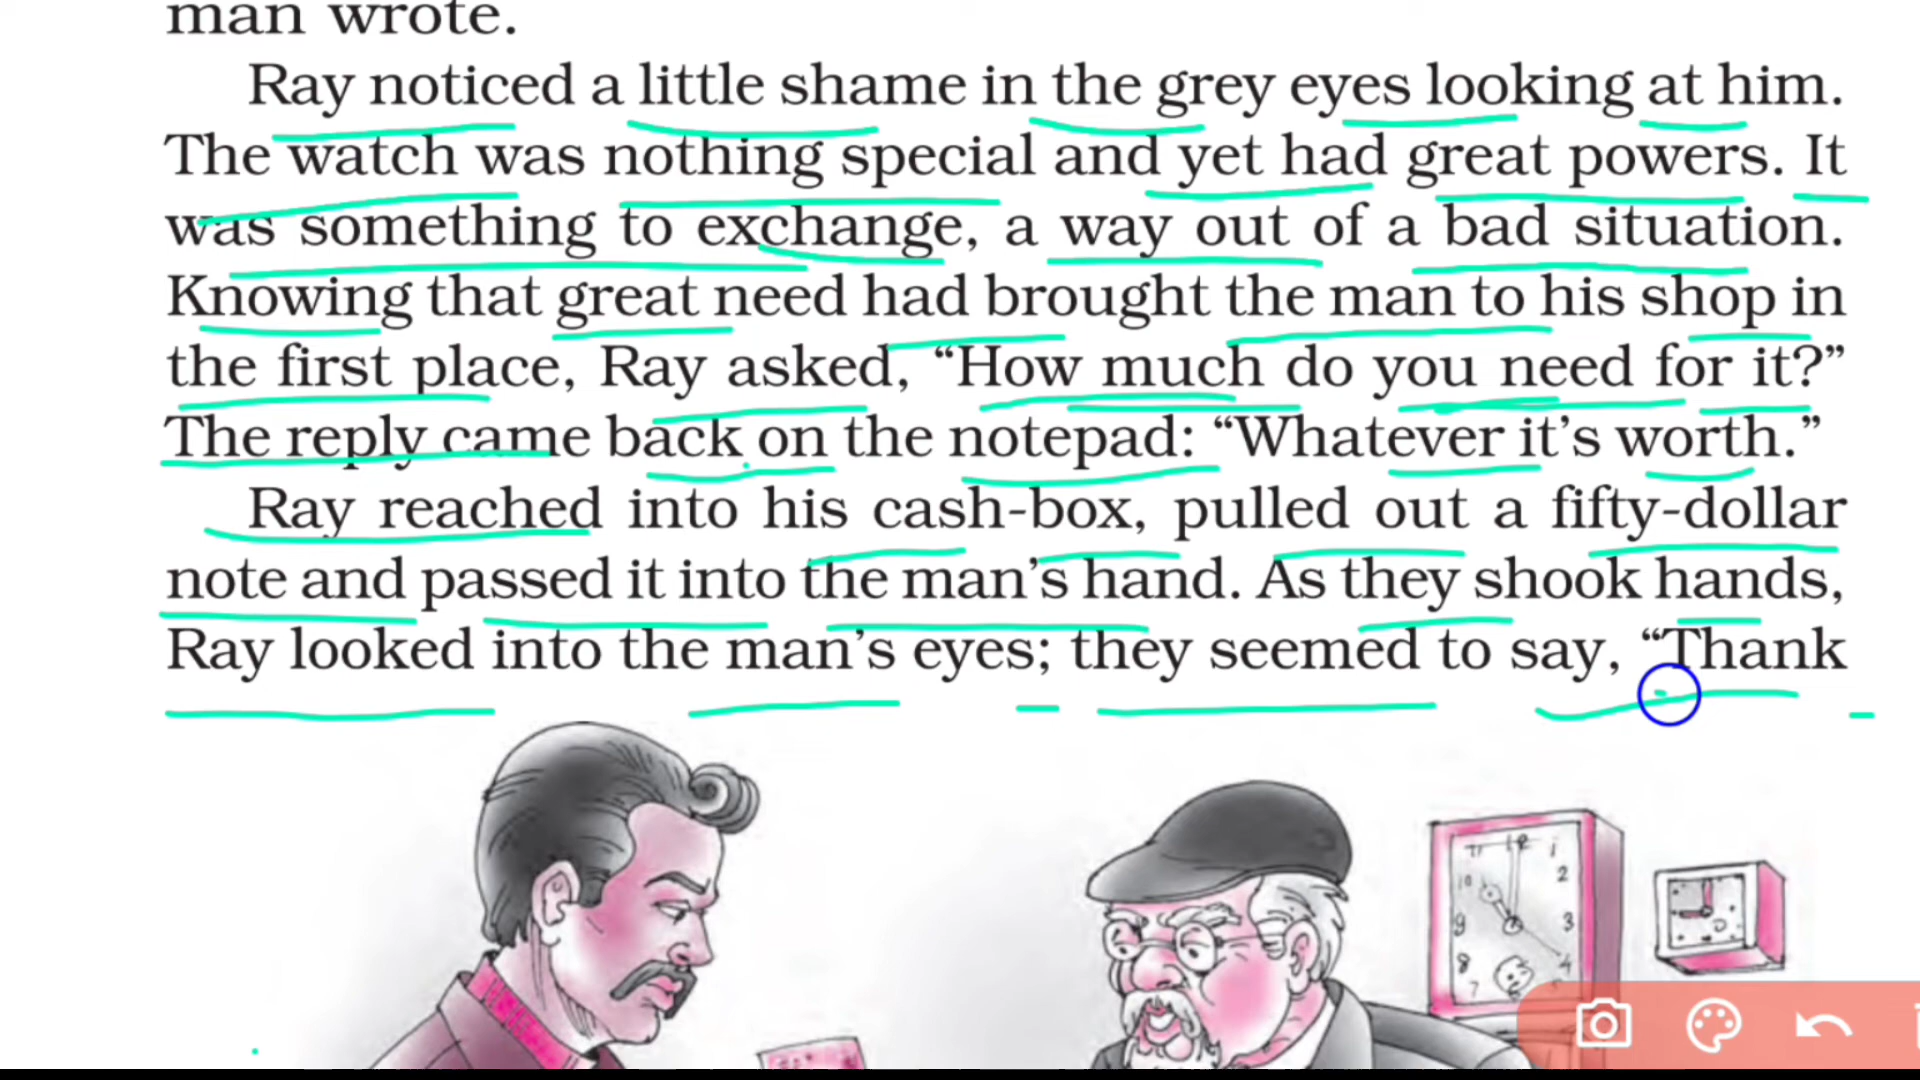 man wrote.
Ray noticed a little shame in the grey eyes looking at him.
The watch was nothing special and yet had great powers. It
was something to exchange, a way out of a bad situation.
Knowing that great need had brought the man to his shop in
the first place, Ray asked, “How much do you need for it?”
The reply came back on the notepad: “Whatever it’s worth.”
Ray reached into his cash-box, pulled out a fifty-dollar
note and passed it into the man’s hand. As they shook hands,
Ray looked into the man’s eyes; they seemed to say, “Thank